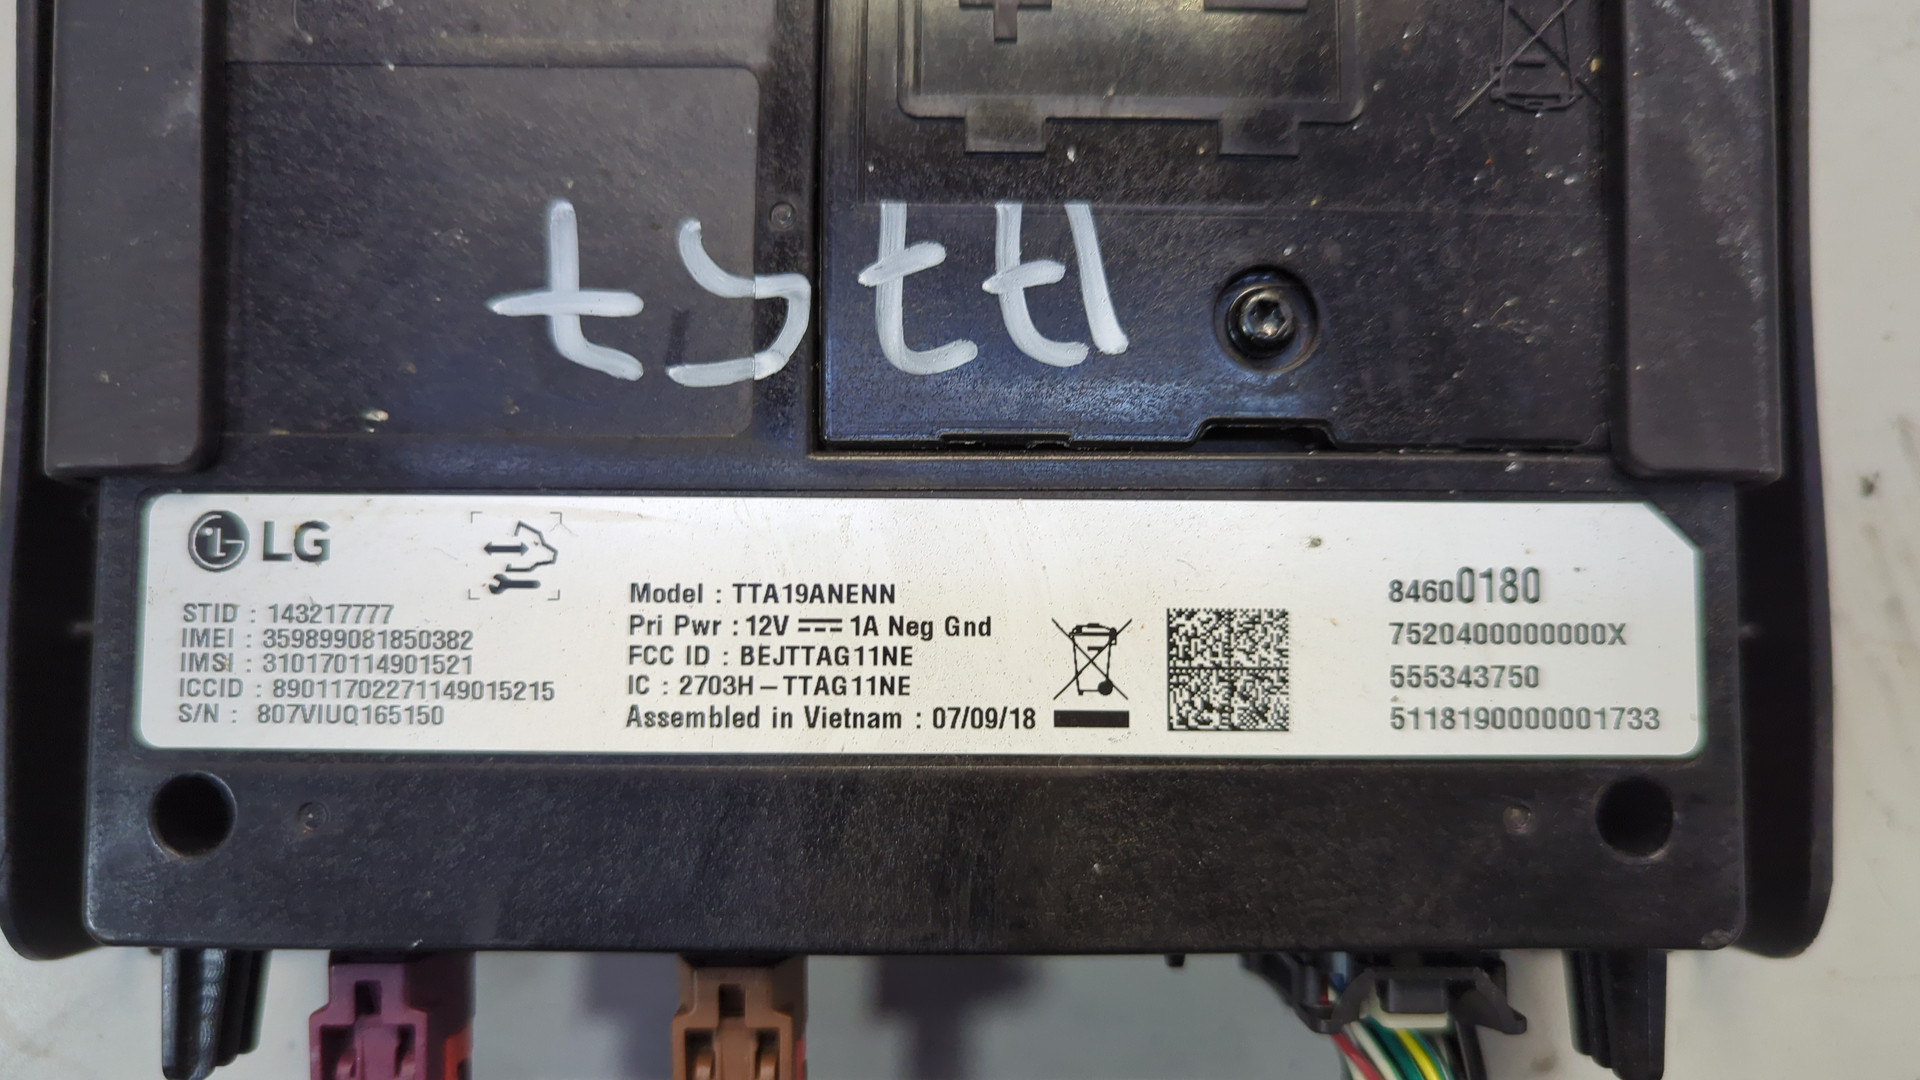 17757
LG
STID : 143217777
IMEI : 359899081850382
IMSI : 310170114901521
ICCID : 89011702271149015215
S/N : 807VIUQ165150
Model : TTA19ANENN
Pri Pwr : 12V ⎓ 1A Neg Gnd
FCC ID : BEJTTAG11NE
IC : 2703H-TTAG11NE
Assembled in Vietnam : 07/09/18
84600180
7520400000000X
555343750
5118190000001733